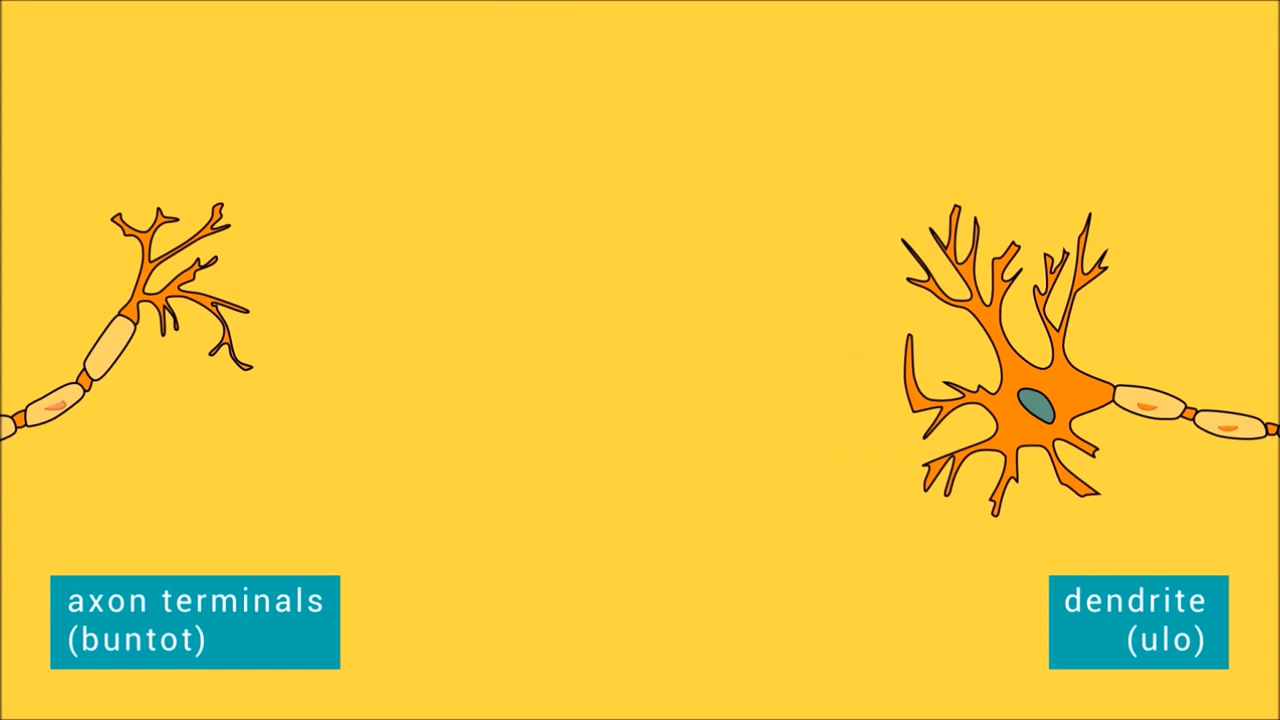 axon terminals
(buntot)
dendrite
(ulo)